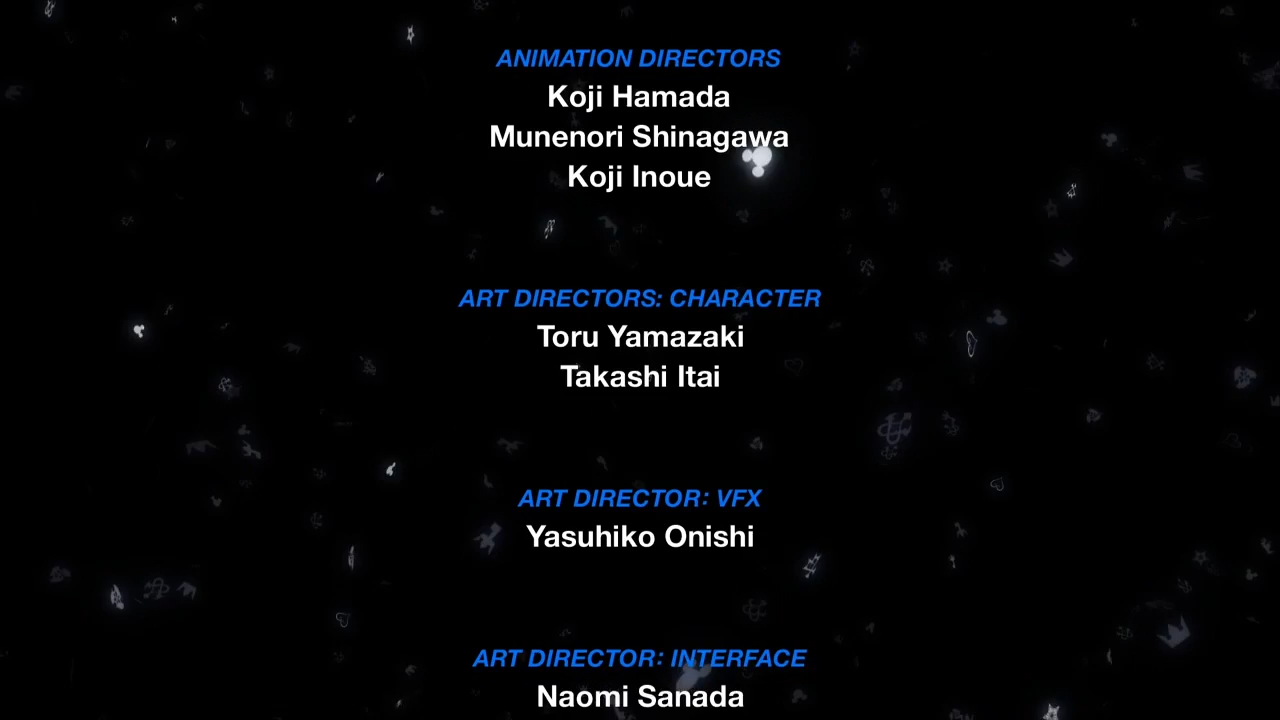 ANIMATION DIRECTORS
Koji Hamada
Munenori Shinagawa
Koji Inoue
ART DIRECTORS: CHARACTER
Toru Yamazaki
Takashi Itai
ART DIRECTOR: VFX
Yasuhiko Onishi
ART DIRECTOR: INTERFACE
Naomi Sanada